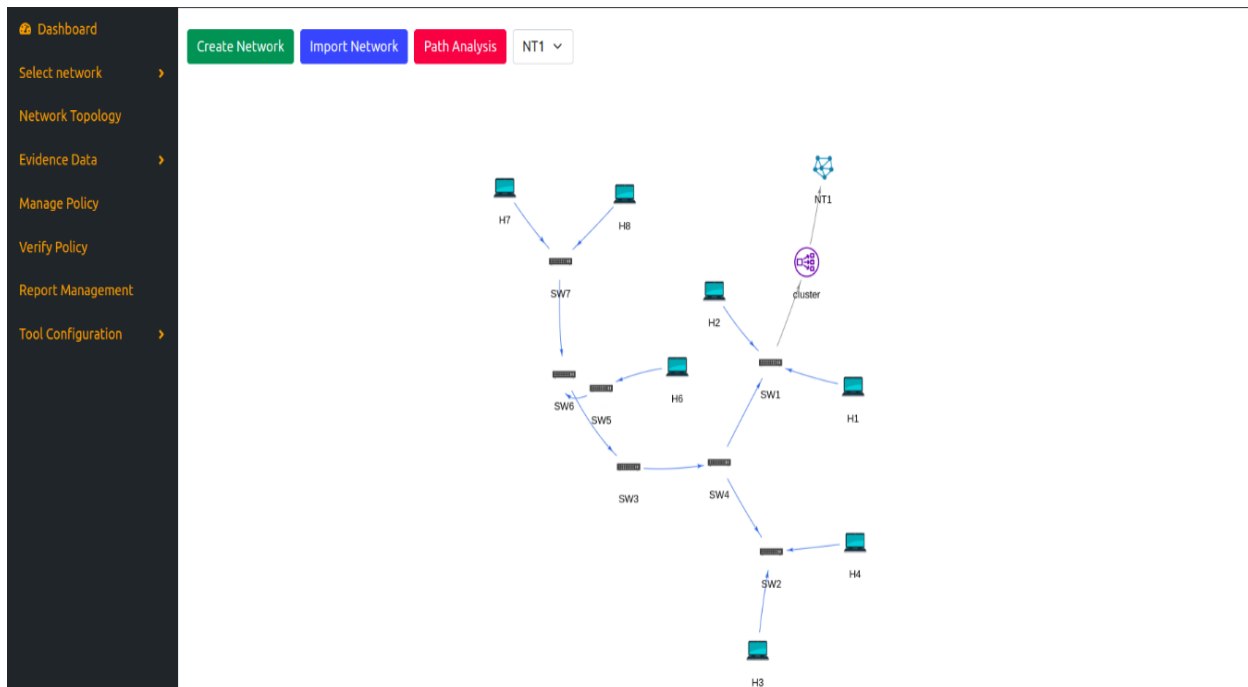 Dashboard
Select network
Network Topology
Evidence Data
Manage Policy
Verify Policy
Report Management
Tool Configuration
Create Network
Import Network
Path Analysis
NT1
NT1
H7
H8
SW7
cluster
H2
SW6
SW5
H6
SW1
H1
SW3
SW4
SW2
H4
H3